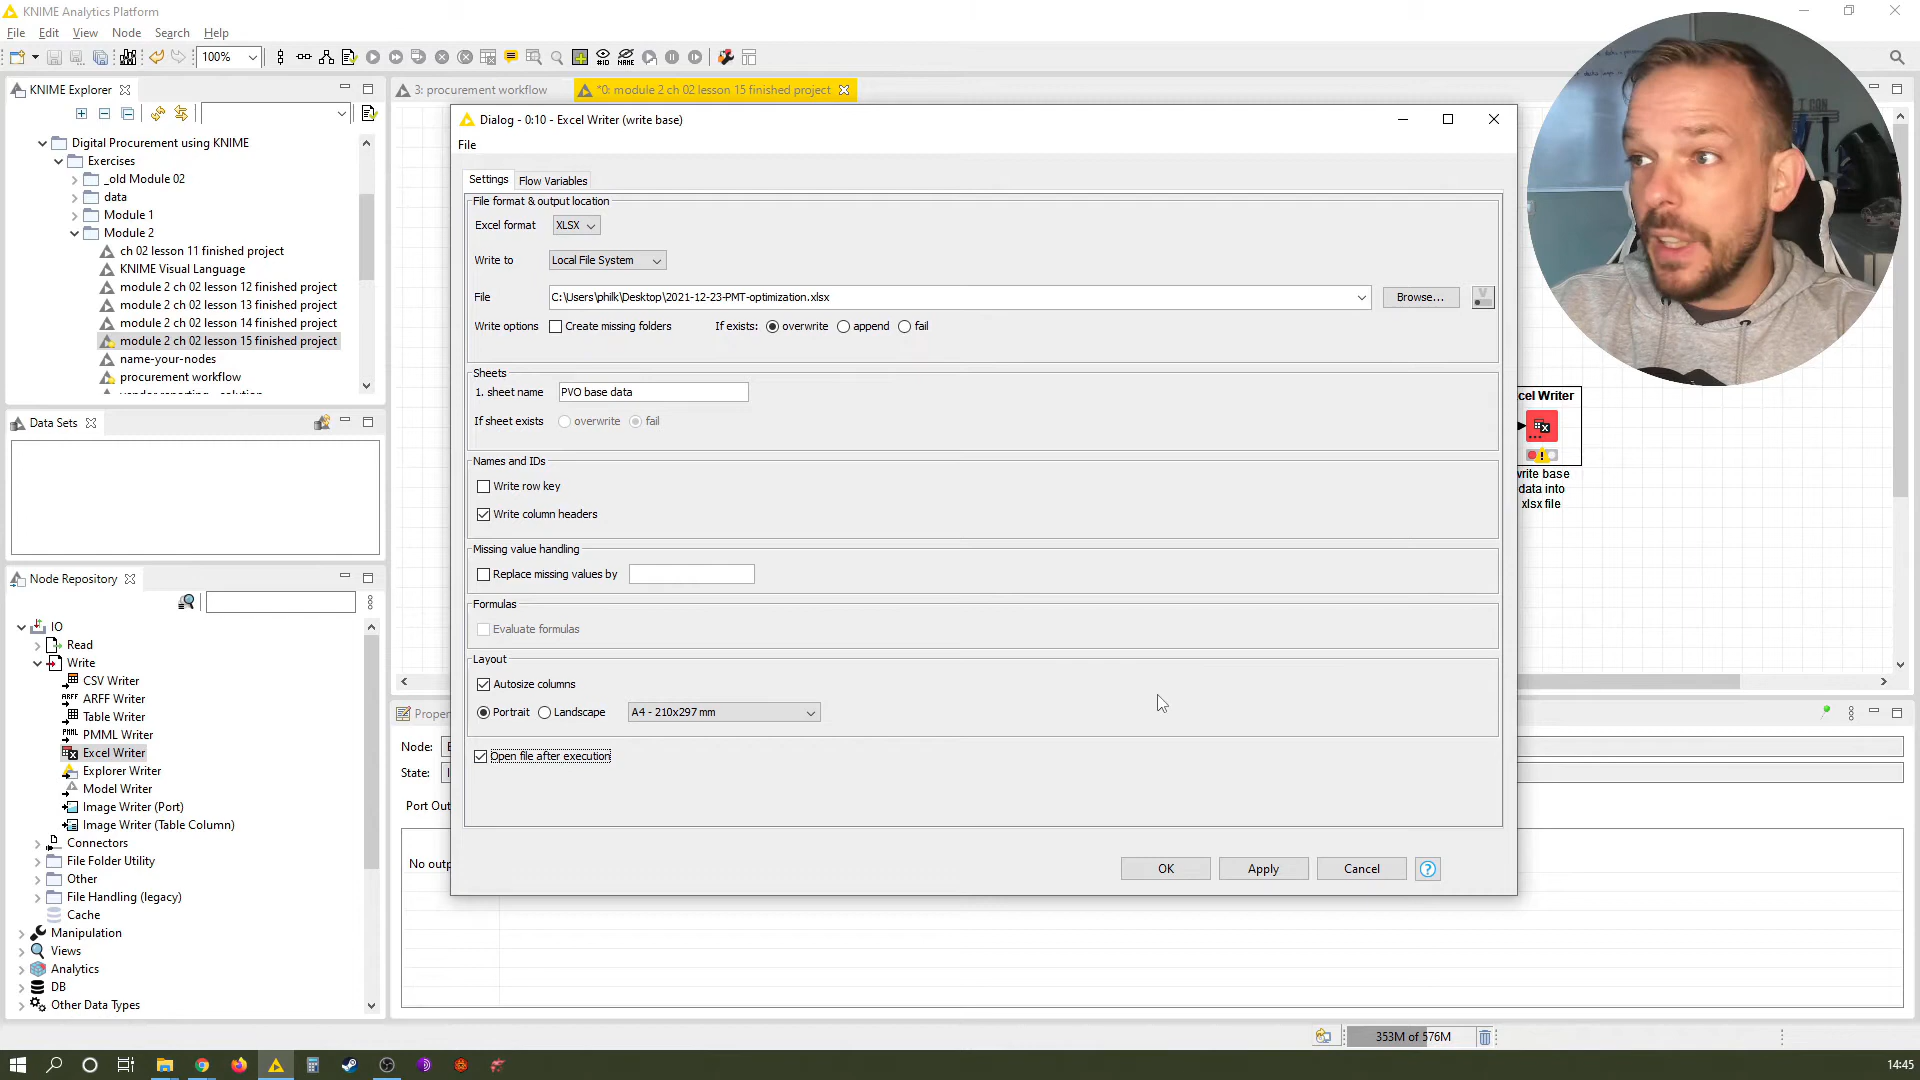 KNIME Analytics Platform
File Edit View Node Search Help
100%
KNIME Explorer
Digital Procurement using KNIME
Exercises
_old Module 02
data
Module 1
Module 2
ch 02 lesson 11 finished project
KNIME Visual Language
module 2 ch 02 lesson 12 finished project
module 2 ch 02 lesson 13 finished project
module 2 ch 02 lesson 14 finished project
module 2 ch 02 lesson 15 finished project
name-your-nodes
procurement workflow
Data Sets
Node Repository
IO
Read
Write
CSV Writer
ARFF Writer
Table Writer
PMML Writer
Excel Writer
Explorer Writer
Model Writer
Image Writer (Port)
Image Writer (Table Column)
Connectors
File Folder Utility
Other
File Handling (legacy)
Cache
Manipulation
Views
Analytics
DB
Other Data Types
3: procurement workflow
*0: module 2 ch 02 lesson 15 finished project
Dialog - 0:10 - Excel Writer (write base)
File
Settings Flow Variables
File format & output location
Excel format XLSX
Write to Local File System
File C:\Users\philk\Desktop\2021-12-23-PMT-optimization.xlsx Browse...
Write options Create missing folders If exists: overwrite append fail
Sheets
1. sheet name PVO base data
If sheet exists overwrite fail
Names and IDs
Write row key
Write column headers
Missing value handling
Replace missing values by
Formulas
Evaluate formulas
Layout
Autosize columns
Portrait Landscape A4 - 210x297 mm
Open file after execution
OK Apply Cancel
cel Writer
write base
data into
xlsx file
Proper
Node:
State:
Port Out
No outp
353M of 576M
14:45